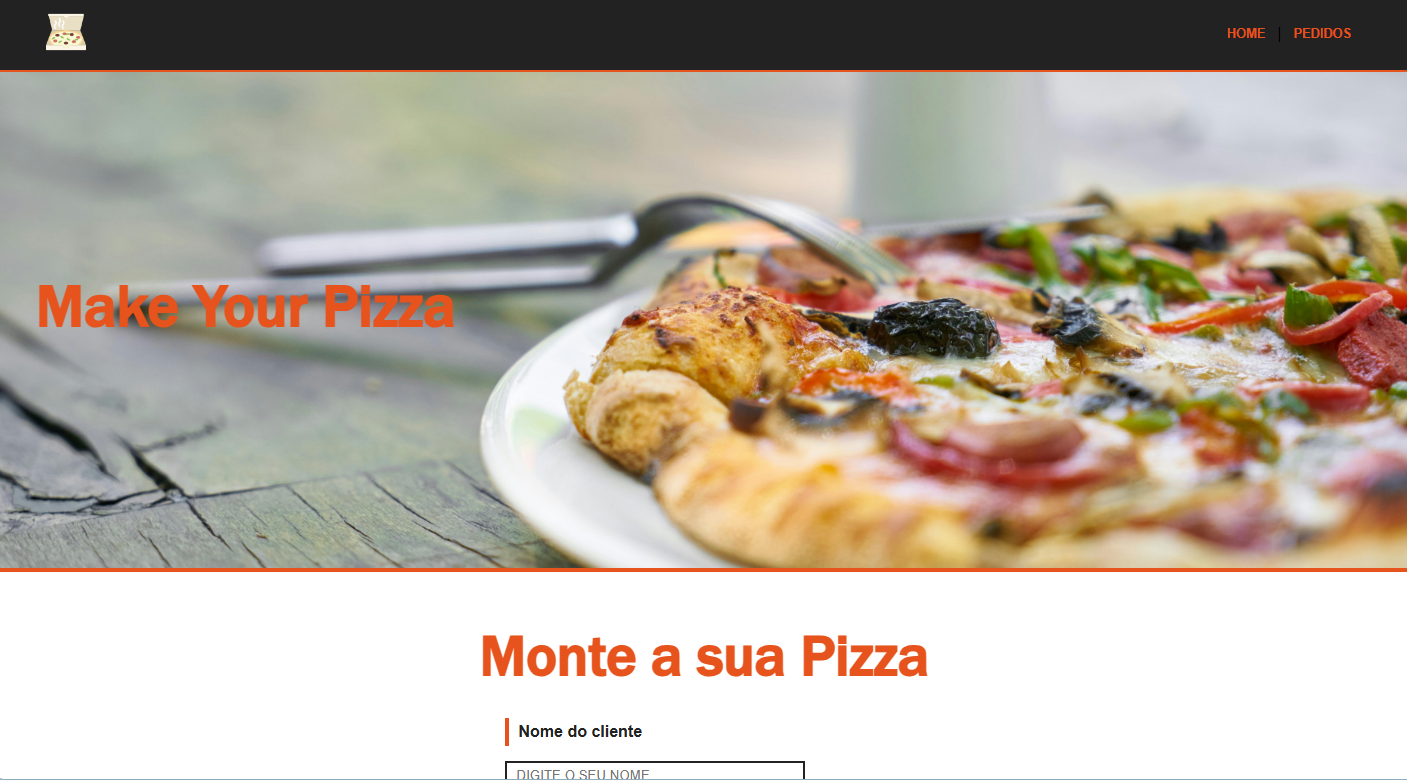 HOME | PEDIDOS
Make Your Pizza
Monte a sua Pizza
Nome do cliente
DIGITE O SEU NOME